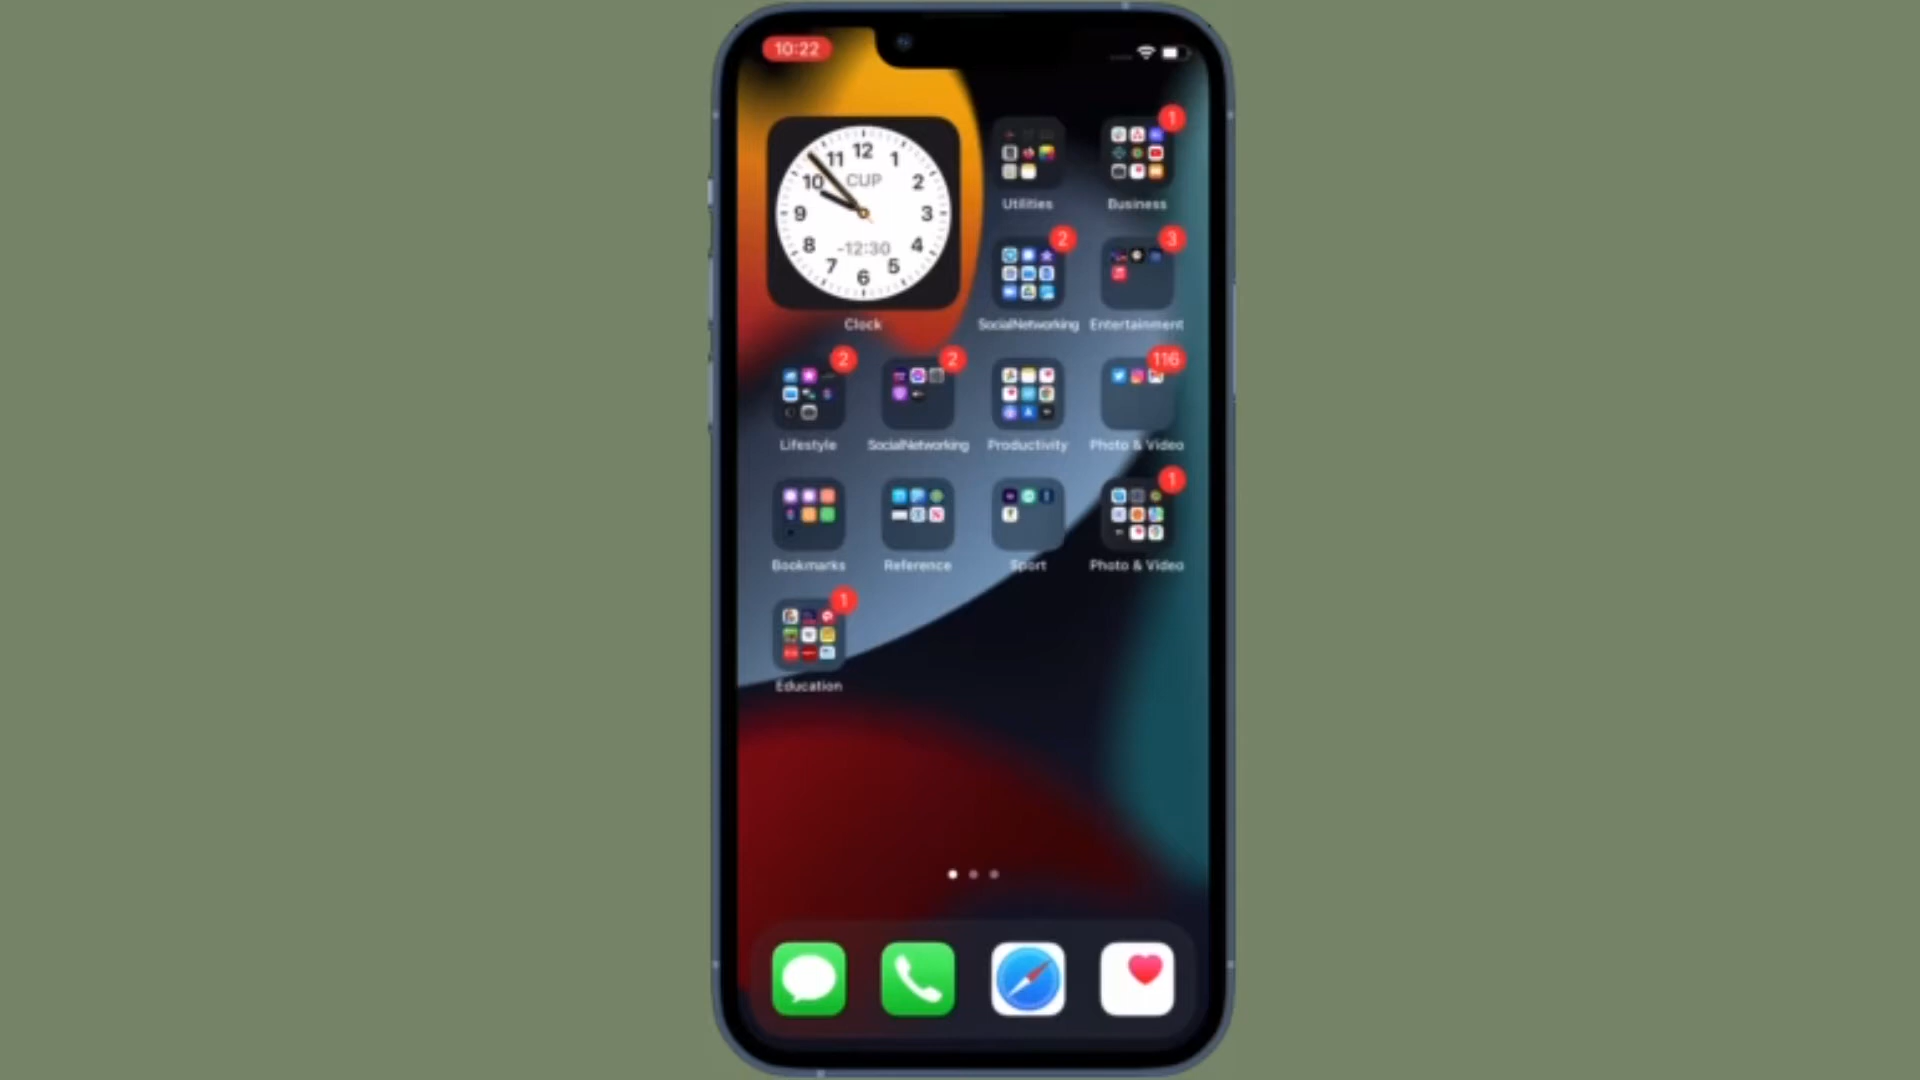 10:22
12
11
1
10
CUP
2
9
3
8
-12:30
4
7
5
6
Clock
Utilities
1
Business
2
SocialNetworking
3
Entertainment
2
Lifestyle
2
SocialNetworking
Productivity
116
Photo & Video
Bookmarks
Reference
Sport
1
Photo & Video
1
Education